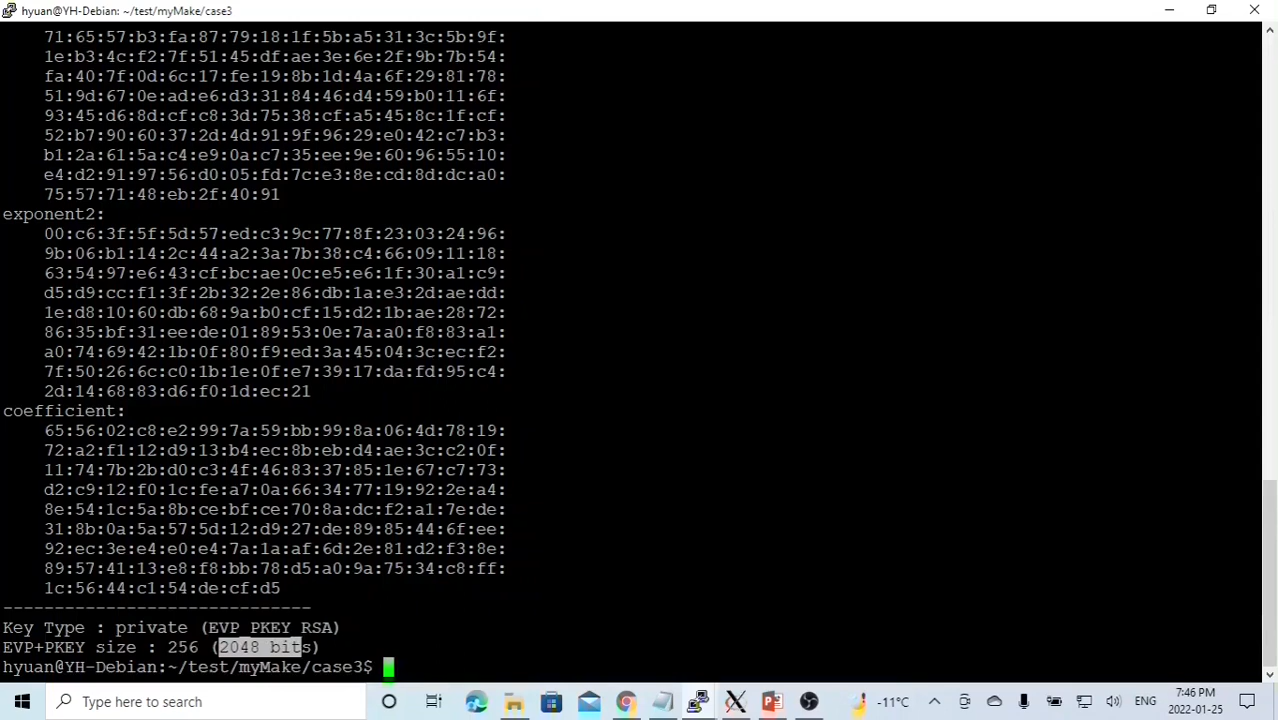 hyuan@YH-Debian: ~/test/myMake/case3
71:65:57:b3:fa:87:79:18:1f:5b:a5:31:3c:5b:9f:
1e:b3:4c:f2:7f:51:45:df:ae:3e:6e:2f:9b:7b:54:
fa:40:7f:0d:6c:17:fe:19:8b:1d:4a:6f:29:81:78:
51:9d:67:0e:ad:e6:d3:31:84:46:d4:59:b0:11:6f:
93:45:d6:8d:cf:c8:3d:75:38:cf:a5:45:8c:1f:cf:
52:b7:90:60:37:2d:4d:91:9f:96:29:e0:42:c7:b3:
b1:2a:61:5a:c4:e9:0a:c7:35:ee:9e:60:96:55:10:
e4:d2:91:97:56:d0:05:fd:7c:e3:8e:cd:8d:dc:a0:
75:57:71:48:eb:2f:40:91
exponent2:
00:c6:3f:5f:5d:57:ed:c3:9c:77:8f:23:03:24:96:
9b:06:b1:14:2c:44:a2:3a:7b:38:c4:66:09:11:18:
63:54:97:e6:43:cf:bc:ae:0c:e5:e6:1f:30:a1:c9:
d5:d9:cc:f1:3f:2b:32:2e:86:db:1a:e3:2d:ae:dd:
1e:d8:10:60:db:68:9a:b0:cf:15:d2:1b:ae:28:72:
86:35:bf:31:ee:de:01:89:53:0e:7a:a0:f8:83:a1:
a0:74:69:42:1b:0f:80:f9:ed:3a:45:04:3c:ec:f2:
7f:50:26:6c:c0:1b:1e:0f:e7:39:17:da:fd:95:c4:
2d:14:68:83:d6:f0:1d:ec:21
coefficient:
65:56:02:c8:e2:99:7a:59:bb:99:8a:06:4d:78:19:
72:a2:f1:12:d9:13:b4:ec:8b:eb:d4:ae:3c:c2:0f:
11:74:7b:2b:d0:c3:4f:46:83:37:85:1e:67:c7:73:
d2:c9:12:f0:1c:fe:a7:0a:66:34:77:19:92:2e:a4:
8e:54:1c:5a:8b:ce:bf:ce:70:8a:dc:f2:a1:7e:de:
31:8b:0a:5a:57:5d:12:d9:27:de:89:85:44:6f:ee:
92:ec:3e:e4:e0:e4:7a:1a:af:6d:2e:81:d2:f3:8e:
89:57:41:13:e8:f8:bb:78:d5:a0:9a:75:34:c8:ff:
1c:56:44:c1:54:de:cf:d5
------------------------------
Key Type : private (EVP_PKEY_RSA)
EVP+PKEY size : 256 (2048 bits)
hyuan@YH-Debian:~/test/myMake/case3$
Type here to search
-11°C
ENG
7:46 PM
2022-01-25